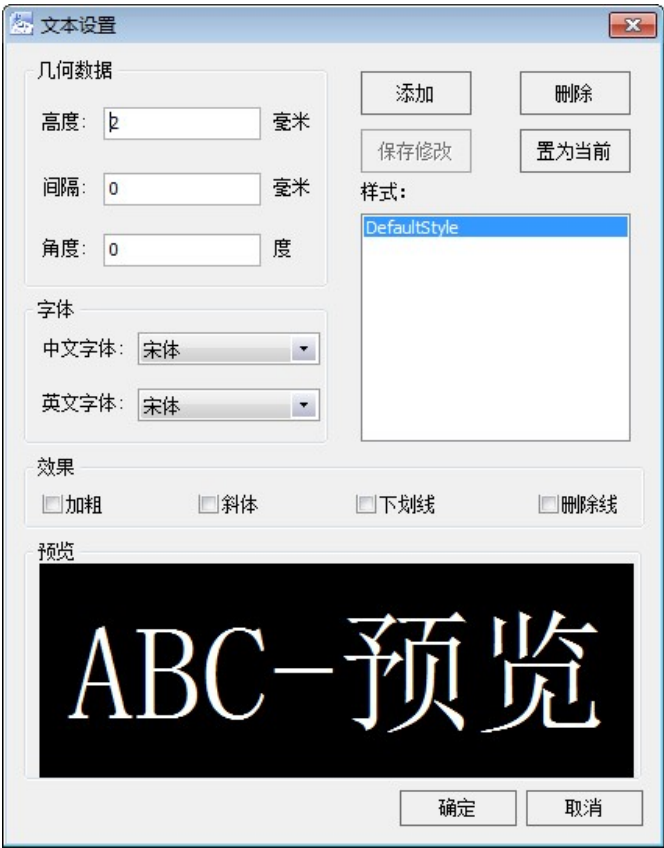 文本设置
几何数据
高度: 2 毫米
间隔: 0 毫米
角度: 0 度
添加 删除
保存修改 置为当前
样式:
DefaultStyle
字体
中文字体: 宋体
英文字体: 宋体
效果
加粗 斜体 下划线 删除线
预览
ABC-预览
确定 取消